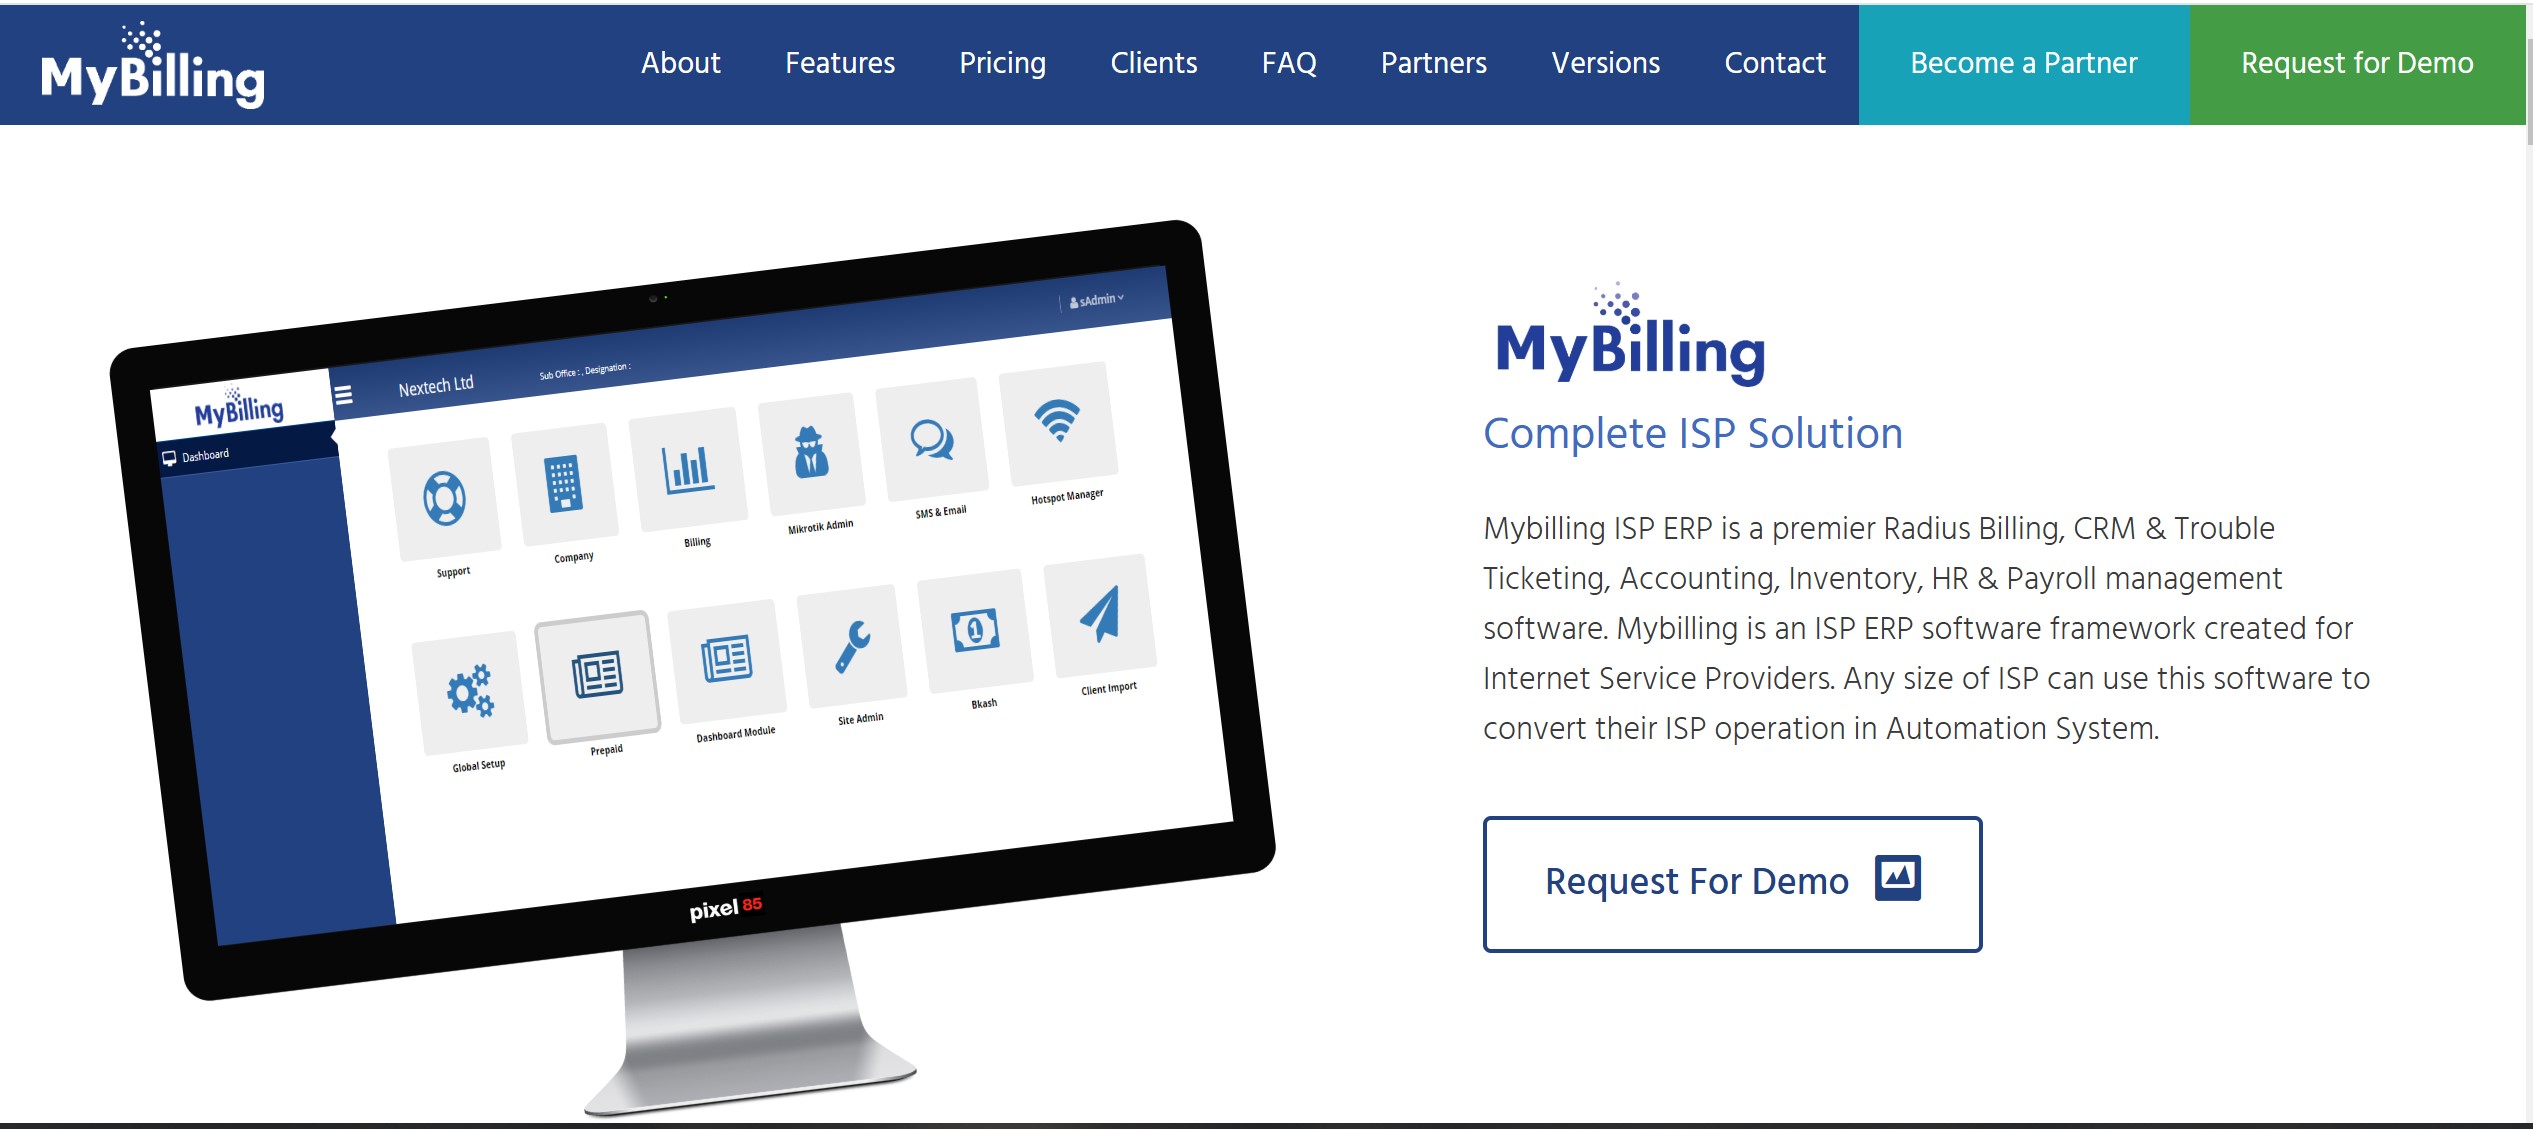 MyBilling
About Features Pricing Clients FAQ Partners Versions Contact Become a Partner Request for Demo
sAdmin
MyBilling
Nextech Ltd
Sub Office : , Designation :
Dashboard
Support Company Billing Mikrotik Admin SMS & Email Hotspot Manager
Global Setup Prepaid Dashboard Module Site Admin Bkash Client Import
1
pixel 85
MyBilling
Complete ISP Solution
Mybilling ISP ERP is a premier Radius Billing, CRM & Trouble
Ticketing, Accounting, Inventory, HR & Payroll management
software. Mybilling is an ISP ERP software framework created for
Internet Service Providers. Any size of ISP can use this software to
convert their ISP operation in Automation System.
Request For Demo